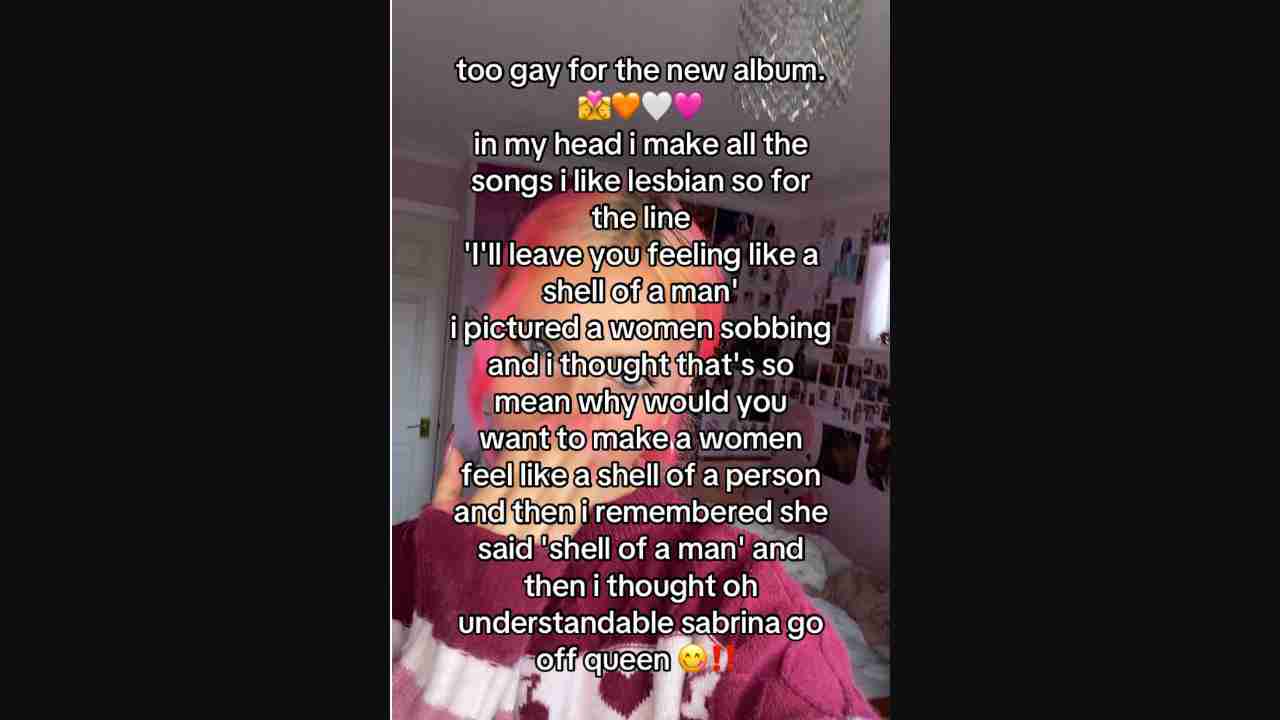 too gay for the new album.
👩‍❤️‍💋‍👩🧡🤍🩷
in my head i make all the
songs i like lesbian so for
the line
'I'll leave you feeling like a
shell of a man'
i pictured a women sobbing
and i thought that's so
mean why would you
want to make a women
feel like a shell of a person
and then i remembered she
said 'shell of a man' and
then i thought oh
understandable sabrina go
off queen 😋‼️